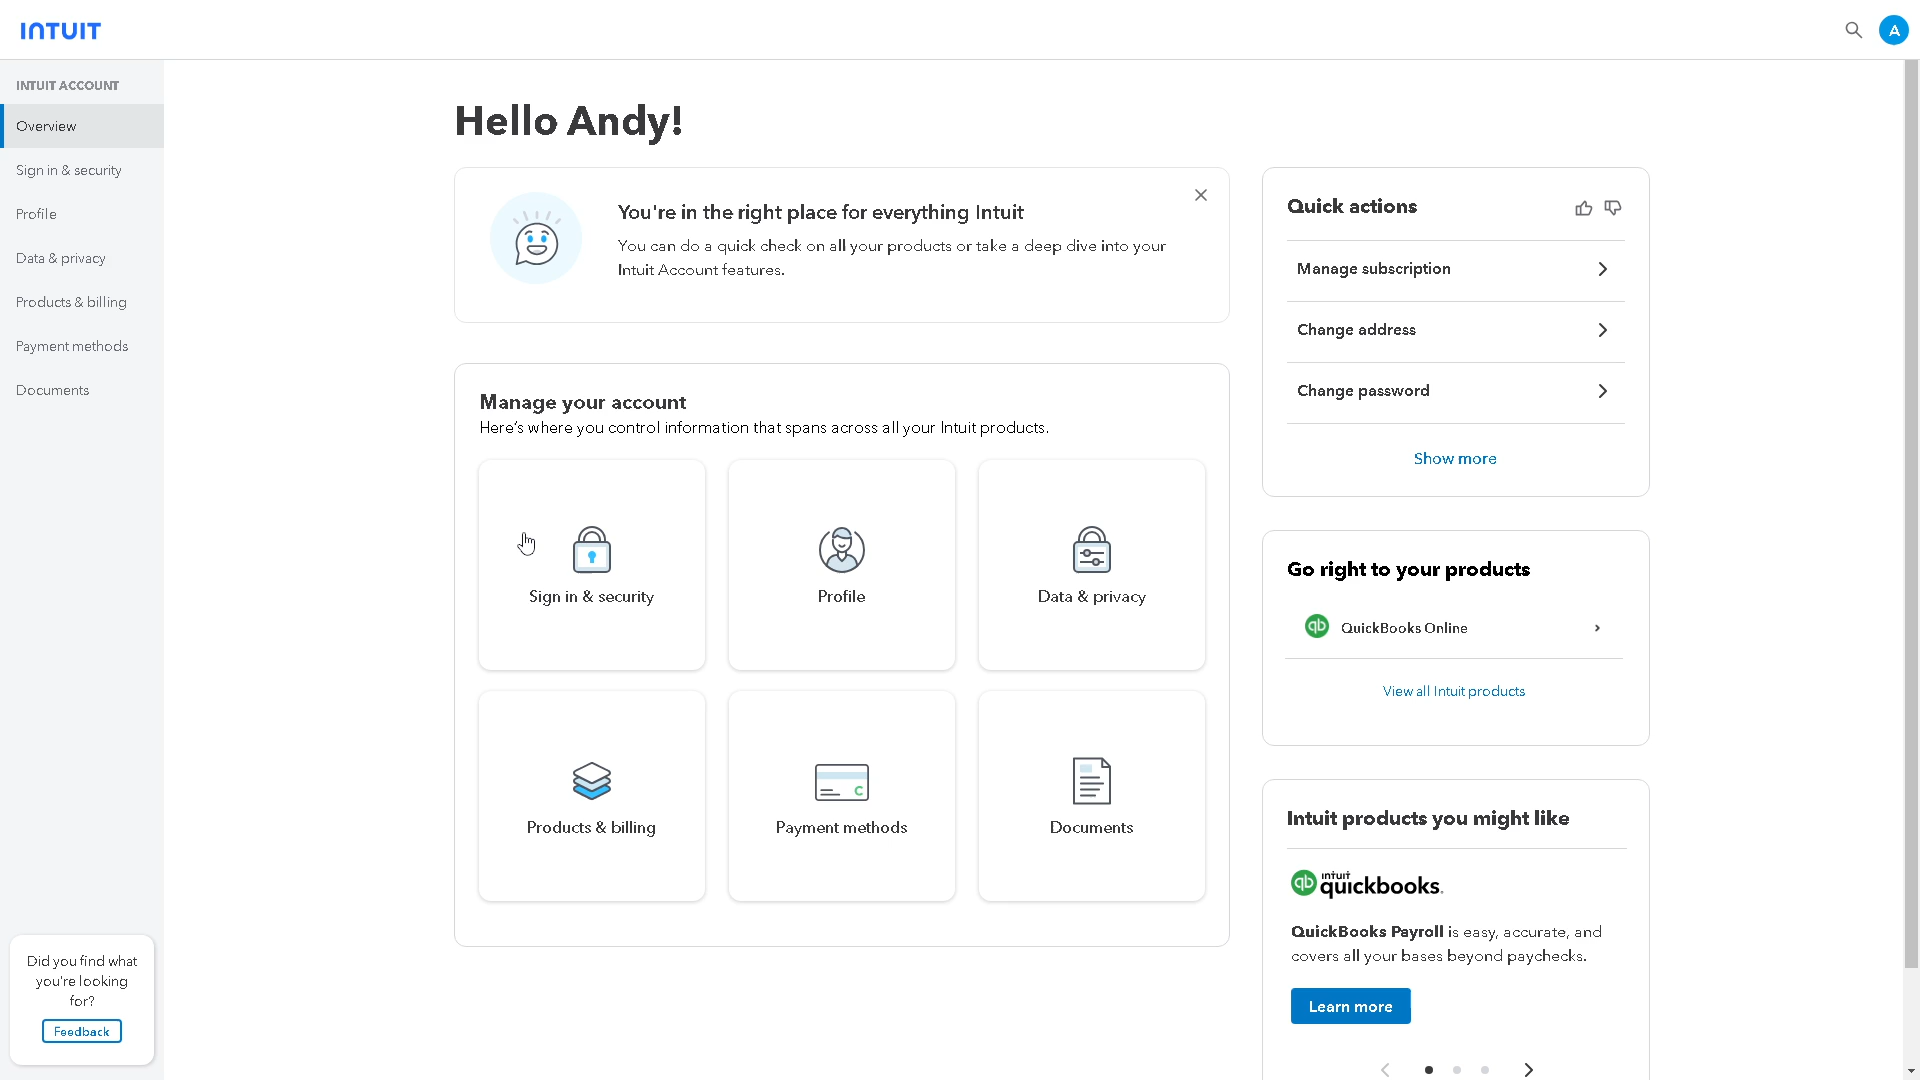 INTUIT
A
INTUIT ACCOUNT
Overview
Sign in & security
Profile
Data & privacy
Products & billing
Payment methods
Documents
Did you find what
you're looking
for?
Feedback
Hello Andy!
You're in the right place for everything Intuit
You can do a quick check on all your products or take a deep dive into your
Intuit Account features.
Manage your account
Here's where you control information that spans across all your Intuit products.
Sign in & security
Profile
Data & privacy
Products & billing
C
Payment methods
Documents
Quick actions
Manage subscription
Change address
Change password
Show more
Go right to your products
qb
QuickBooks Online
View all Intuit products
Intuit products you might like
qb
intuit
quickbooks.
QuickBooks Payroll is easy, accurate, and
covers all your bases beyond paychecks.
Learn more